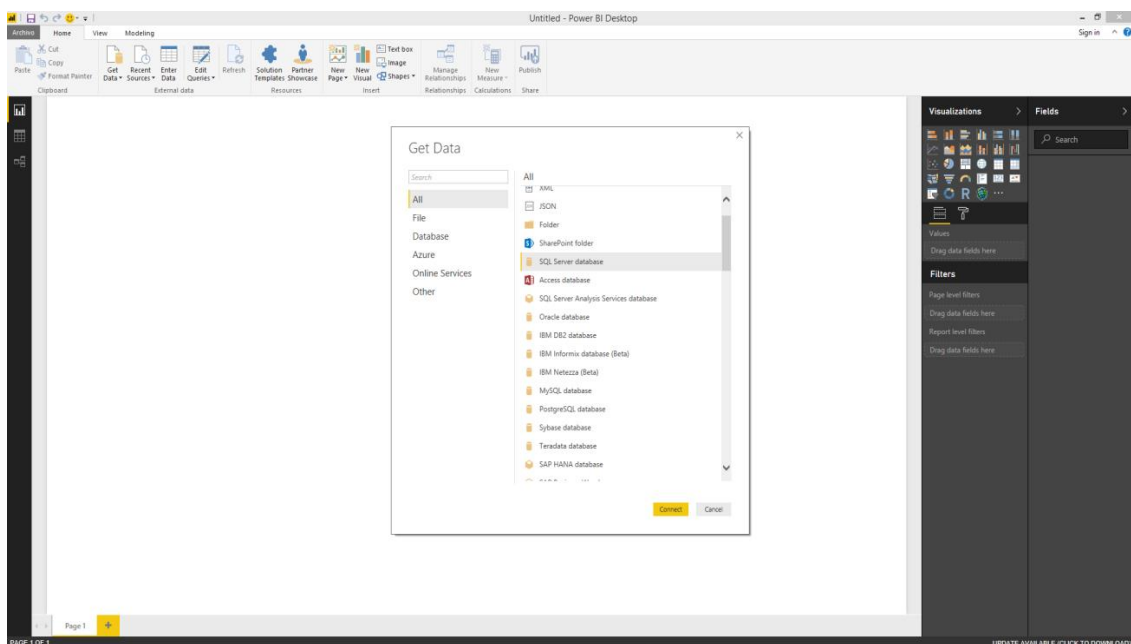 Untitled - Power BI Desktop
Archivo Home View Modeling Sign in
Paste Cut Copy Format Painter
Get Data Recent Sources Enter Data Edit Queries Refresh Solution Templates Partner Showcase New Page New Visual Text box Image Shapes Manage Relationships New Measure Publish
Clipboard External data Resources Insert Relationships Calculations Share
Get Data
Search
All
File
Database
Azure
Online Services
Other
All
XML
JSON
Folder
SharePoint folder
SQL Server database
Access database
SQL Server Analysis Services database
Oracle database
IBM DB2 database
IBM Informix database (Beta)
IBM Netezza (Beta)
MySQL database
PostgreSQL database
Sybase database
Teradata database
SAP HANA database
Connect Cancel
Visualizations
R
Values
Drag data fields here
Filters
Page level filters
Drag data fields here
Report level filters
Drag data fields here
Fields
Search
Page 1
PAGE 1 OF 1
UPDATE AVAILABLE (CLICK TO DOWNLOAD)